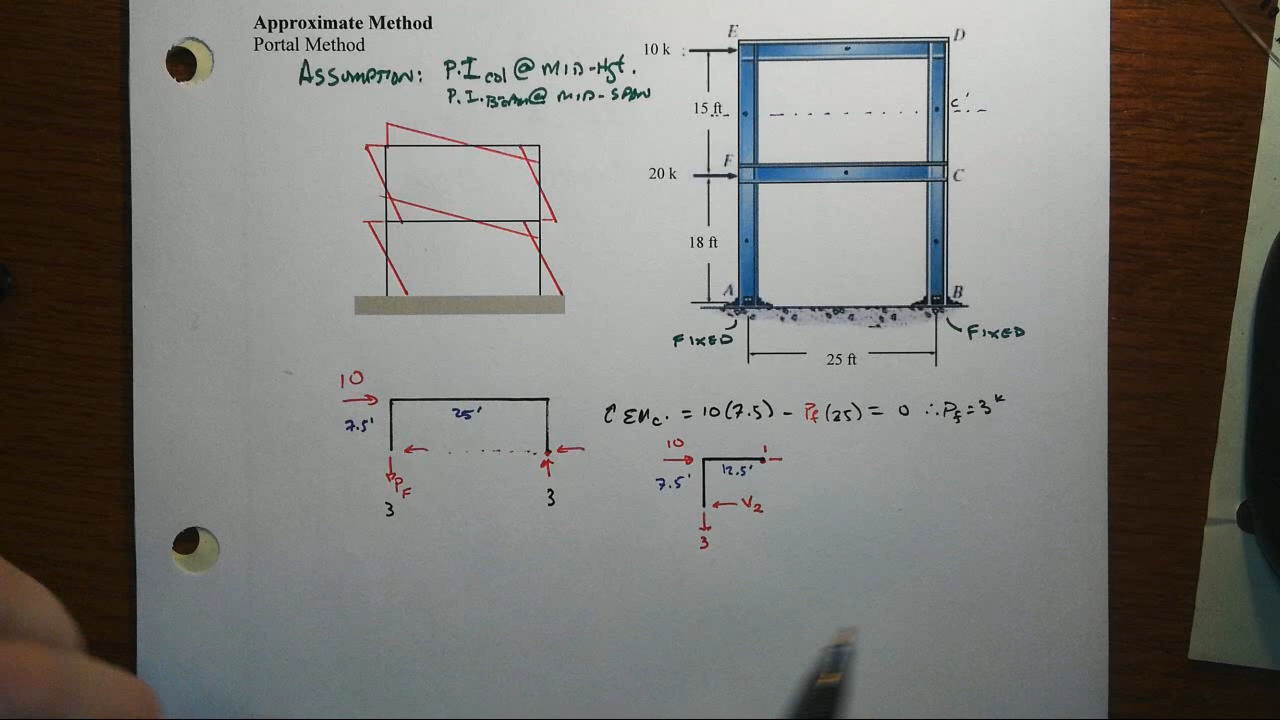 Approximate Method
Portal Method
ASSUMPTION: P.I. COL @ MID-Hgt.
P.I. BEAM @ MID-SPAN
E
D
10 k
15 ft
C'
F
20 k
C
18 ft
A
B
FIXED
FIXED
25 ft
10
7.5'
25'
PF
3
3
ΣMC' = 10(7.5) - Pf(25) = 0 ∴ Pf = 3k
10
7.5'
12.5'
V2
3